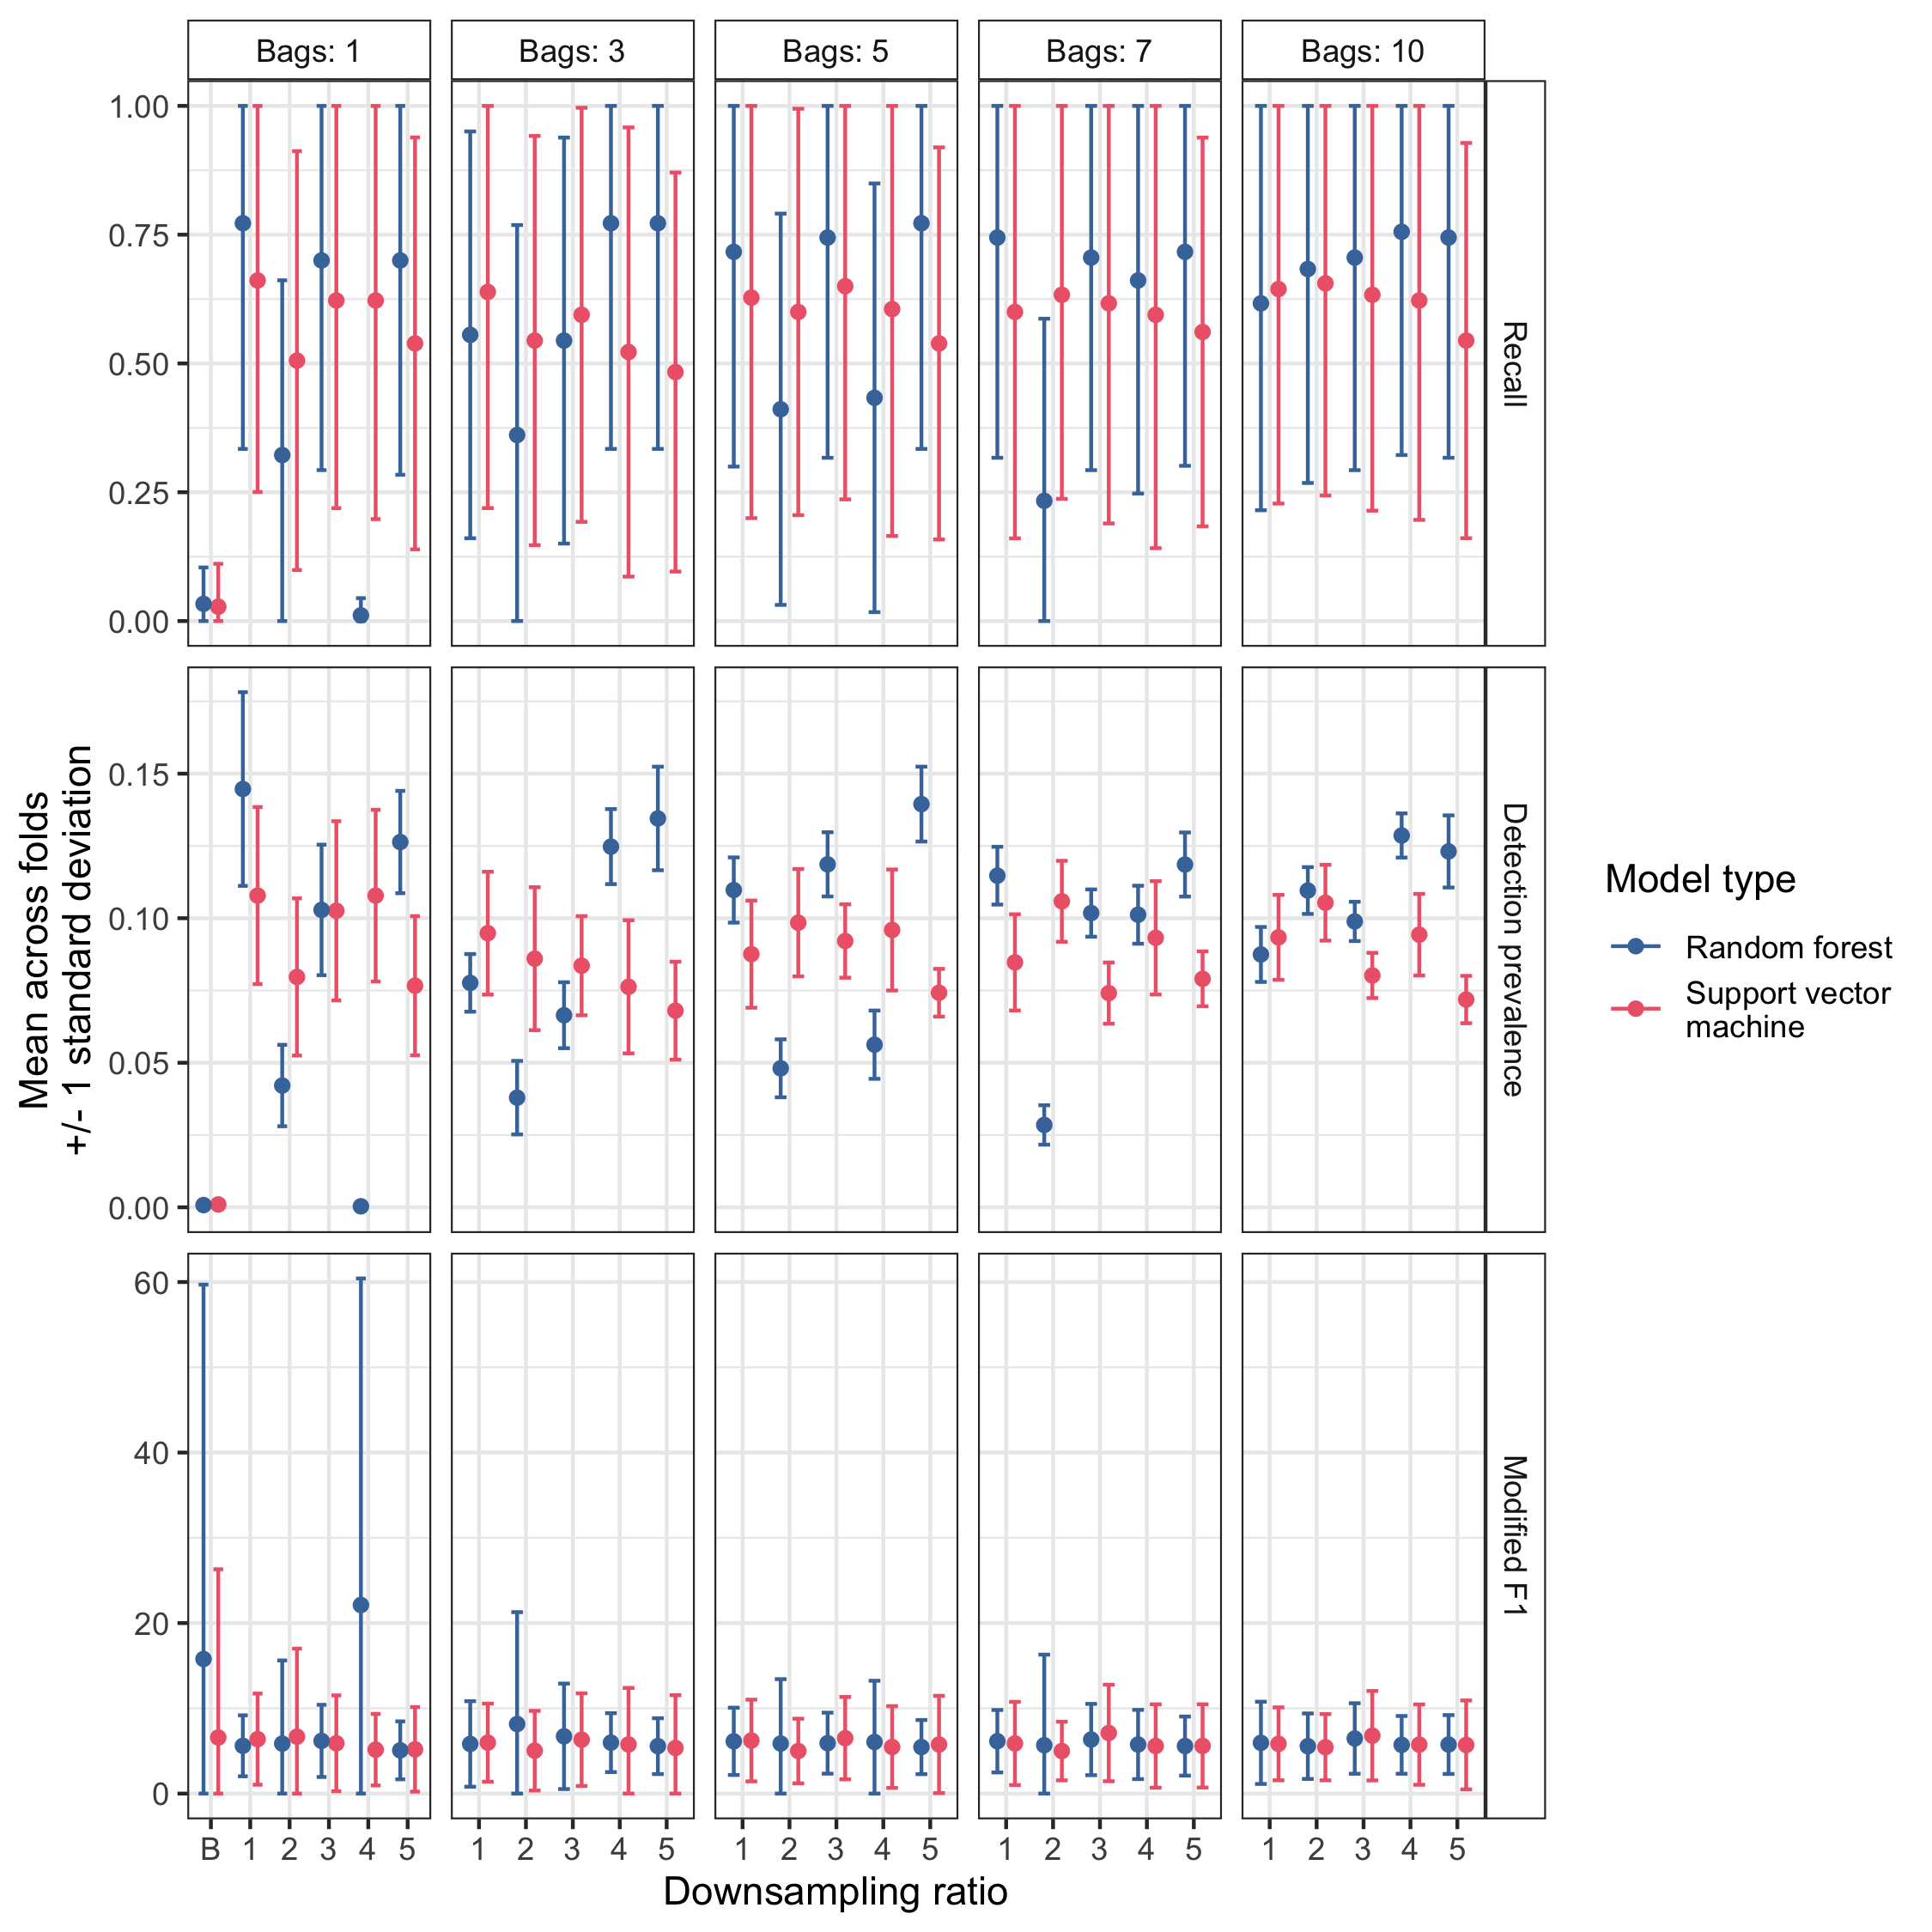 Bags: 1
Bags: 3
Bags: 5
Bags: 7
Bags: 10
1.00
0.75
0.50
0.25
0.00
Recall
0.15
0.10
0.05
0.00
Detection prevalence
60
40
20
0
Modified F1
Mean across folds
+/- 1 standard deviation
B 1 2 3 4 5
1 2 3 4 5
1 2 3 4 5
1 2 3 4 5
1 2 3 4 5
Downsampling ratio
Model type
Random forest
Support vector
machine